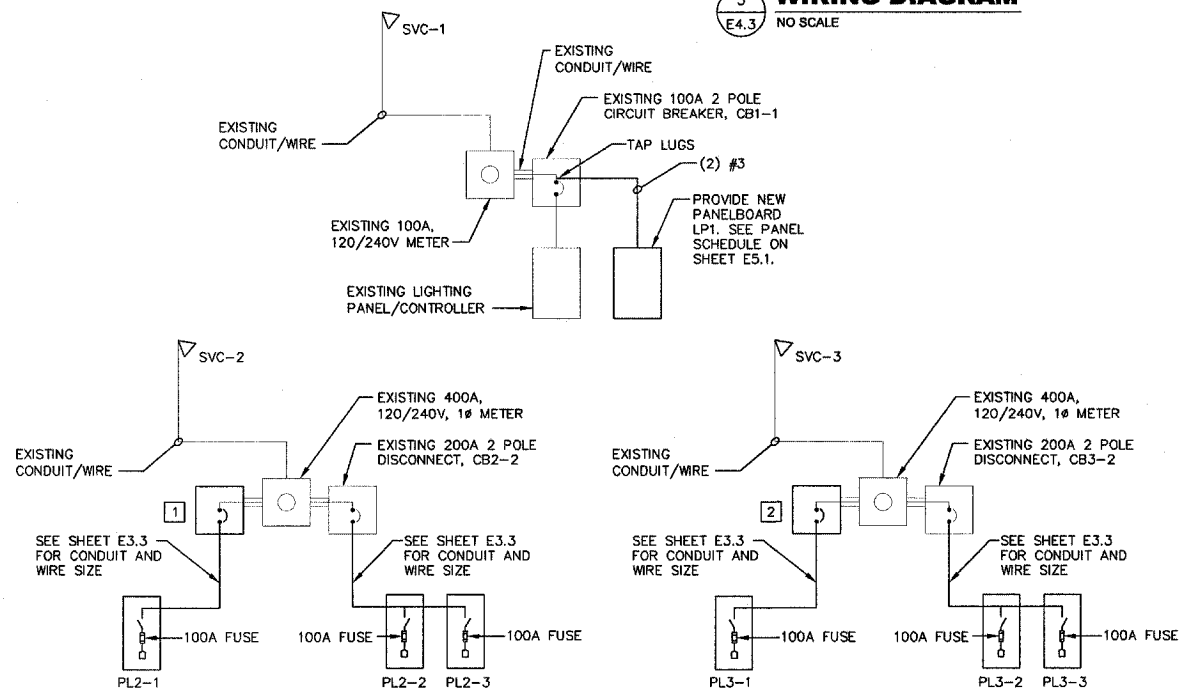 WIRING DIAGRAM
E4.3
NO SCALE
SVC-1
EXISTING
CONDUIT/WIRE
EXISTING 100A 2 POLE
CIRCUIT BREAKER, CB1-1
TAP LUGS
(2) #3
EXISTING
CONDUIT/WIRE
PROVIDE NEW
PANELBOARD
LP1. SEE PANEL
SCHEDULE ON
SHEET E5.1.
EXISTING 100A,
120/240V METER
EXISTING LIGHTING
PANEL/CONTROLLER
SVC-2
EXISTING 400A,
120/240V, 1ø METER
EXISTING 200A 2 POLE
DISCONNECT, CB2-2
EXISTING
CONDUIT/WIRE
1
SEE SHEET E3.3
FOR CONDUIT AND
WIRE SIZE
SEE SHEET E3.3
FOR CONDUIT AND
WIRE SIZE
100A FUSE
100A FUSE
100A FUSE
PL2-1
PL2-2
PL2-3
SVC-3
EXISTING 400A,
120/240V, 1ø METER
EXISTING 200A 2 POLE
DISCONNECT, CB3-2
EXISTING
CONDUIT/WIRE
2
SEE SHEET E3.3
FOR CONDUIT AND
WIRE SIZE
SEE SHEET E3.3
FOR CONDUIT AND
WIRE SIZE
100A FUSE
100A FUSE
100A FUSE
PL3-1
PL3-2
PL3-3